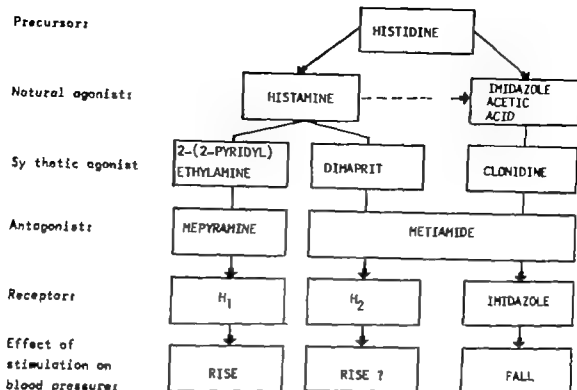 Precursor:
HISTIDINE
Natural agonist:
HISTAMINE
IMIDAZOLE
ACETIC
ACID
Sy thetic agonist
2-(2-PYRIDYL)
ETHYLAMINE
DIMAPRIT
CLONIDINE
Antagonist:
MEPYRAMINE
METIAMIDE
Receptor:
H1
H2
IMIDAZOLE
Effect of
stimulation on
blood pressure:
RISE
RISE ?
FALL